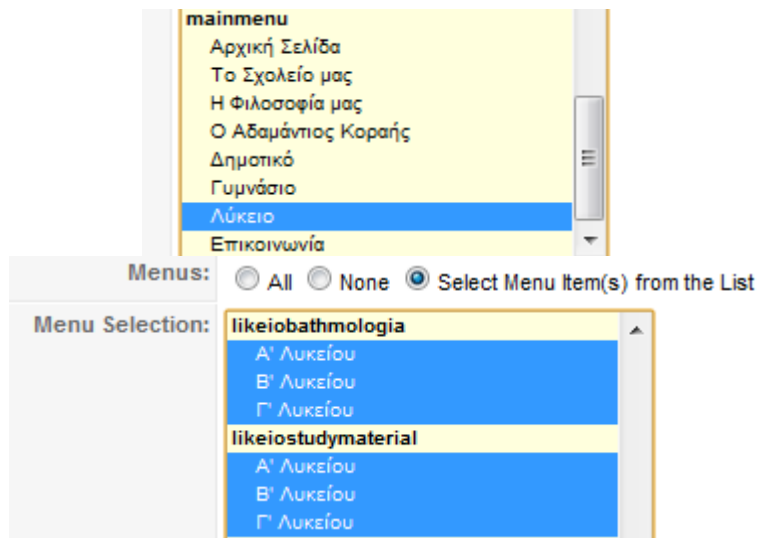 mainmenu
Αρχική Σελίδα
Το Σχολείο μας
Η Φιλοσοφία μας
Ο Αδαμάντιος Κοραής
Δημοτικό
Γυμνάσιο
Λύκειο
Επικοινωνία
Menus: All None Select Menu Item(s) from the List
Menu Selection: likeiobathmologia
Α' Λυκείου
Β' Λυκείου
Γ' Λυκείου
likeiostudymaterial
Α' Λυκείου
Β' Λυκείου
Γ' Λυκείου